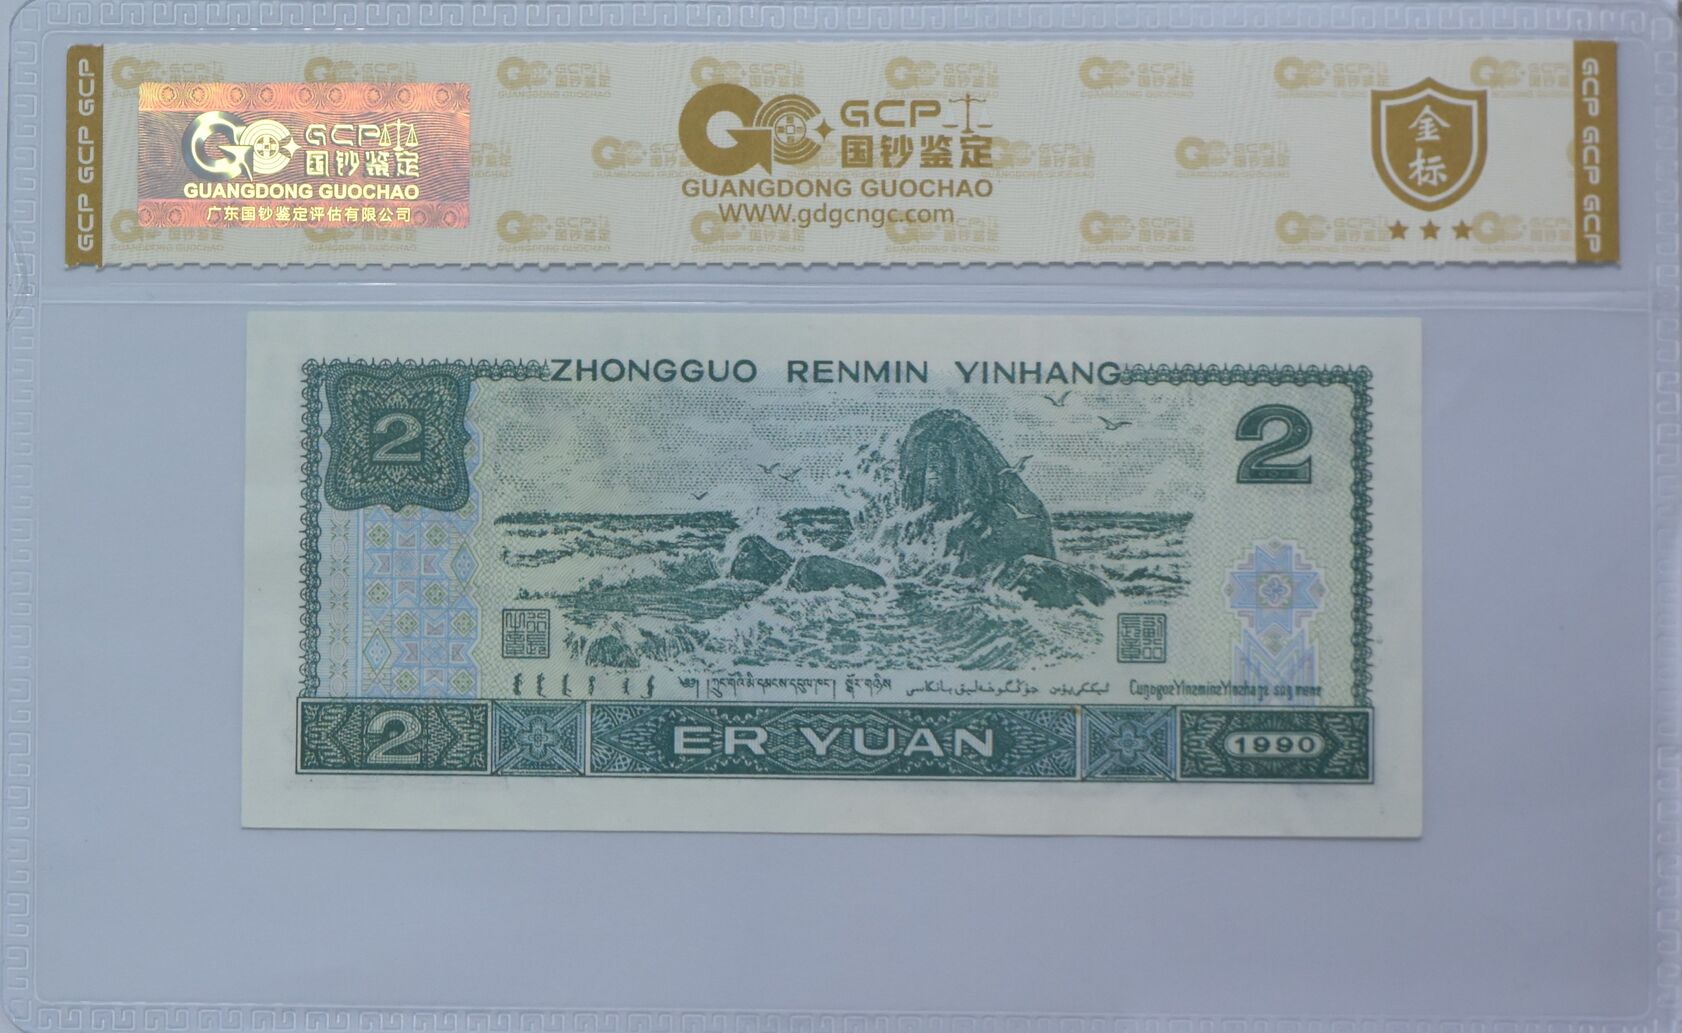 GCP GCP GCP
GCP
国钞鉴定
GUANGDONG GUOCHAO
广东国钞鉴定评估有限公司
GCP
国钞鉴定
GUANGDONG GUOCHAO
WWW.gdgcngc.com
金标
GCP GCP GCP
ZHONGGUO RENMIN YINHANG
2
2
2
ER YUAN
1990